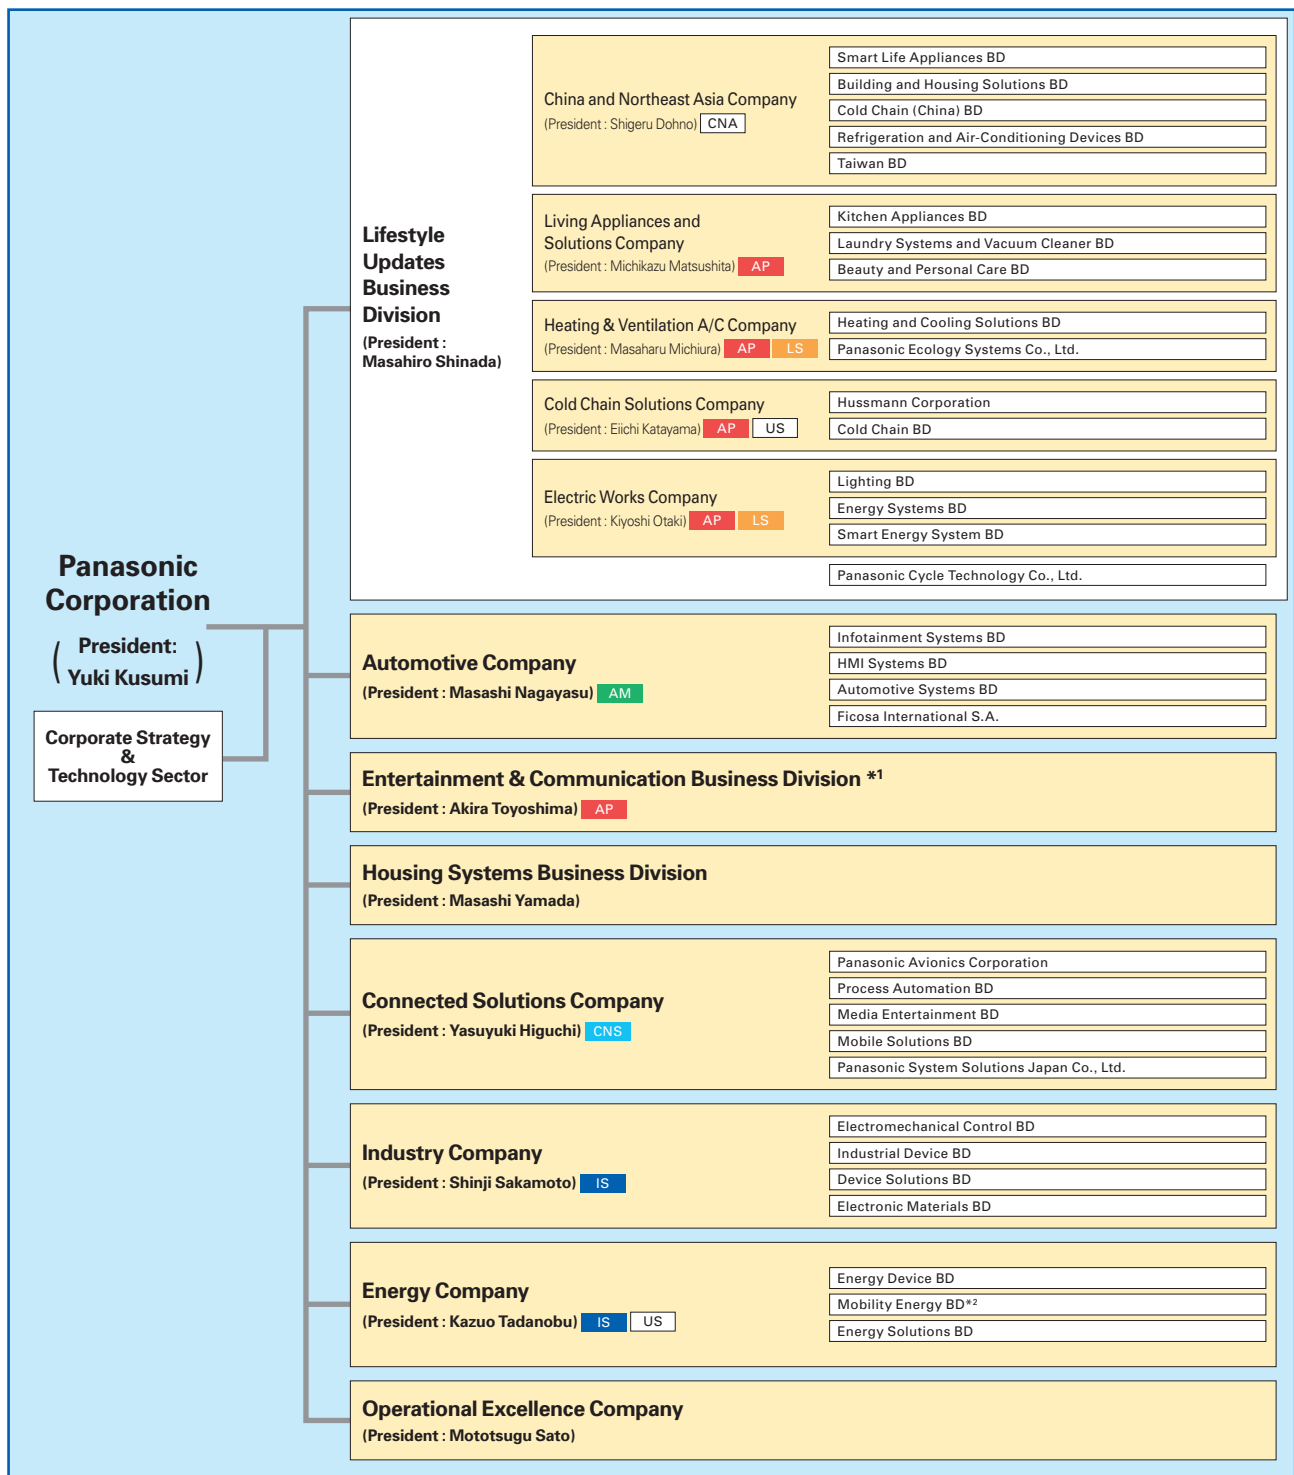 Panasonic
Corporation
( President:
Yuki Kusumi )
Corporate Strategy
&
Technology Sector
Lifestyle
Updates
Business
Division
(President :
Masahiro Shinada)
China and Northeast Asia Company
(President : Shigeru Dohno) CNA
Smart Life Appliances BD
Building and Housing Solutions BD
Cold Chain (China) BD
Refrigeration and Air-Conditioning Devices BD
Taiwan BD
Living Appliances and
Solutions Company
(President : Michikazu Matsushita) AP
Kitchen Appliances BD
Laundry Systems and Vacuum Cleaner BD
Beauty and Personal Care BD
Heating & Ventilation A/C Company
(President : Masaharu Michiura) AP LS
Heating and Cooling Solutions BD
Panasonic Ecology Systems Co., Ltd.
Cold Chain Solutions Company
(President : Eiichi Katayama) AP US
Hussmann Corporation
Cold Chain BD
Electric Works Company
(President : Kiyoshi Otaki) AP LS
Lighting BD
Energy Systems BD
Smart Energy System BD
Panasonic Cycle Technology Co., Ltd.
Automotive Company
(President : Masashi Nagayasu) AM
Infotainment Systems BD
HMI Systems BD
Automotive Systems BD
Ficosa International S.A.
Entertainment & Communication Business Division *1
(President : Akira Toyoshima) AP
Housing Systems Business Division
(President : Masashi Yamada)
Connected Solutions Company
(President : Yasuyuki Higuchi) CNS
Panasonic Avionics Corporation
Process Automation BD
Media Entertainment BD
Mobile Solutions BD
Panasonic System Solutions Japan Co., Ltd.
Industry Company
(President : Shinji Sakamoto) IS
Electromechanical Control BD
Industrial Device BD
Device Solutions BD
Electronic Materials BD
Energy Company
(President : Kazuo Tadanobu) IS US
Energy Device BD
Mobility Energy BD*2
Energy Solutions BD
Operational Excellence Company
(President : Mototsugu Sato)